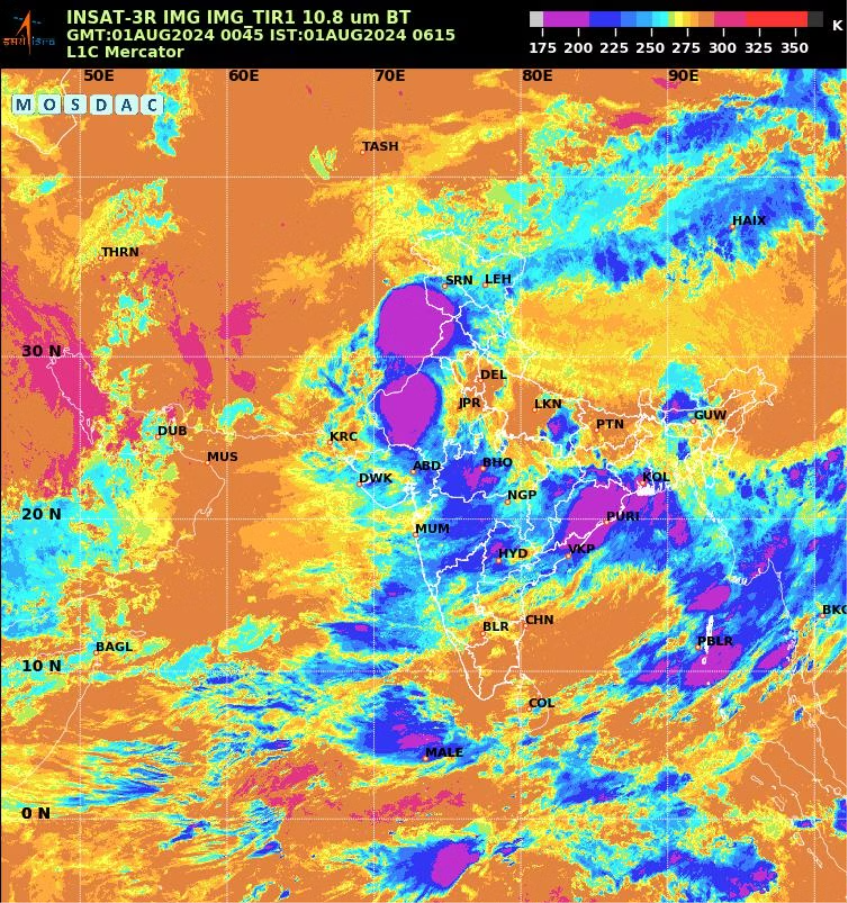 INSAT-3R IMG IMG_TIR1 10.8 um BT
GMT:01AUG2024 0045 IST:01AUG2024 0615
L1C Mercator
K
175 200 225 250 275 300 325 350
50E 60E 70E 80E 90E
MOSDAC
TASH
HAIX
THRN
SRN LEH
30 N
DEL
JPR LKN
GUW
PTN
DUB KRC
MUS
ABD BHO
DWK KOL
NGP
20 N PURI
MUM
HYD VKP
BKC
CHN
BLR
BAGL PBLR
10 N
COL
MALE
0 N